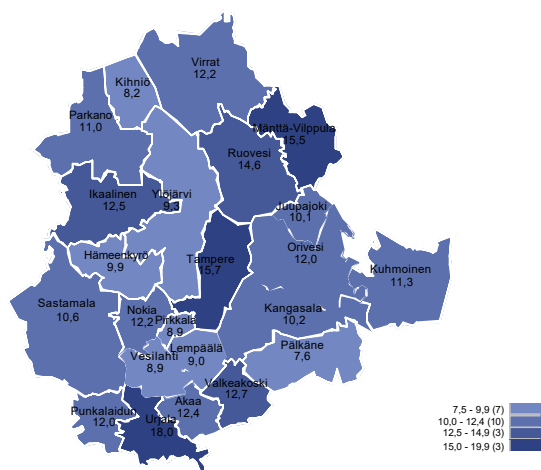 Virrat
12,2
Kihniö
8,2
Parkano
11,0
Mänttä-Vilppula
15,5
Ruovesi
14,6
Ikaalinen
12,5
Ylöjärvi
9,3
Juupajoki
10,1
Hämeenkyrö
9,9
Tampere
15,7
Orivesi
12,0
Kuhmoinen
11,3
Sastamala
10,6
Nokia
12,2
Kangasala
10,2
Pirkkala
8,9
Lempäälä
9,0
Pälkäne
7,6
Vesilahti
8,9
Valkeakoski
12,7
Akaa
12,4
Punkalaidun
12,0
Urjala
18,0
7,5 - 9,9 (7)
10,0 - 12,4 (10)
12,5 - 14,9 (3)
15,0 - 19,9 (3)